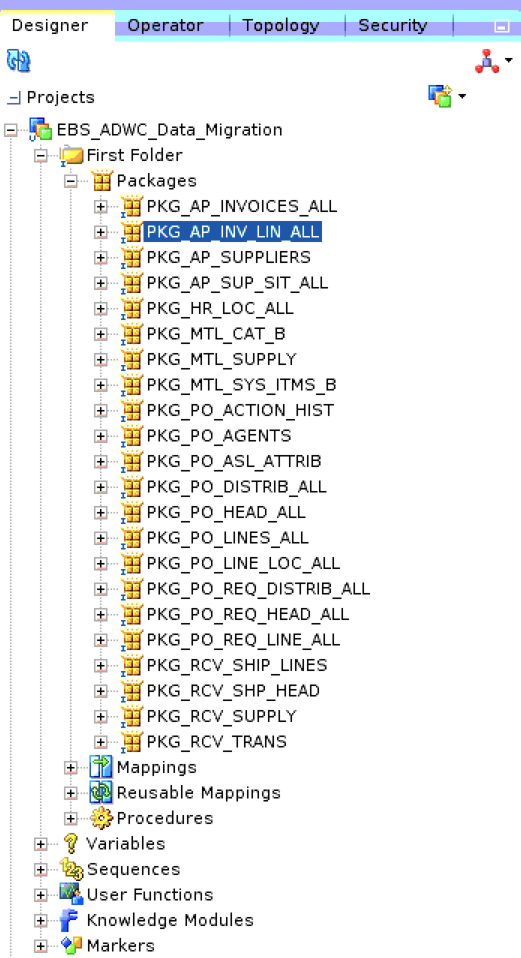 Designer Operator Topology Security
Projects
EBS_ADWC_Data_Migration
First Folder
Packages
PKG_AP_INVOICES_ALL
PKG_AP_INV_LIN_ALL
PKG_AP_SUPPLIERS
PKG_AP_SUP_SIT_ALL
PKG_HR_LOC_ALL
PKG_MTL_CAT_B
PKG_MTL_SUPPLY
PKG_MTL_SYS_ITMS_B
PKG_PO_ACTION_HIST
PKG_PO_AGENTS
PKG_PO_ASL_ATTRIB
PKG_PO_DISTRIB_ALL
PKG_PO_HEAD_ALL
PKG_PO_LINES_ALL
PKG_PO_LINE_LOC_ALL
PKG_PO_REQ_DISTRIB_ALL
PKG_PO_REQ_HEAD_ALL
PKG_PO_REQ_LINE_ALL
PKG_RCV_SHIP_LINES
PKG_RCV_SHP_HEAD
PKG_RCV_SUPPLY
PKG_RCV_TRANS
Mappings
Reusable Mappings
Procedures
Variables
Sequences
User Functions
Knowledge Modules
Markers